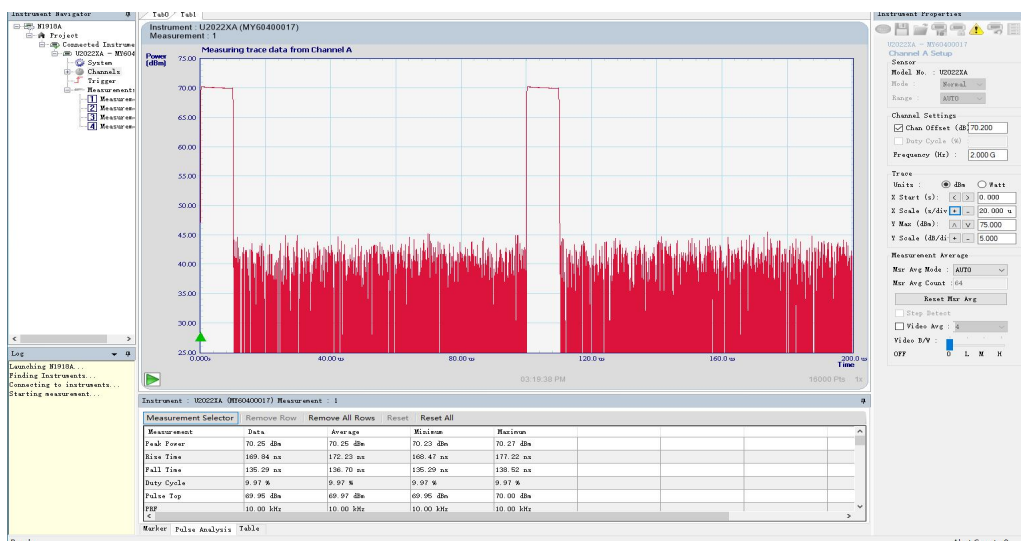 Instrument Navigator
N1918A
Project
Connected Instrume
U2022XA - MY604
System
Channels
Trigger
Measurement:
1 Measurem
2 Measurem
3 Measurem
4 Measurem
Log
Launching N1918A...
Finding Instruments...
Connecting to instruments...
Starting measurement...
Tab0 Tab1
Instrument : U2022XA (MY60400017)
Measurement : 1
Measuring trace data from Channel A
Power
(dBm)
75.00
70.00
65.00
60.00
55.00
50.00
45.00
40.00
35.00
30.00
25.00
0.000s 40.00 us 80.00 us 120.0 us 160.0 us 200.0 us
Time
03:19:38 PM 16000 Pts 1x
Instrument : U2022XA (MY60400017) Measurement : 1
Measurement Selector Remove Row Remove All Rows Reset Reset All
Measurement Data Average Minimum Maximum
Peak Power 70.25 dBm 70.25 dBm 70.23 dBm 70.27 dBm
Rise Time 169.84 ns 172.23 ns 168.47 ns 177.22 ns
Fall Time 135.29 ns 136.70 ns 135.29 ns 138.52 ns
Duty Cycle 9.97 % 9.97 % 9.97 % 9.97 %
Pulse Top 69.95 dBm 69.97 dBm 69.95 dBm 70.00 dBm
PRF 10.00 kHz 10.00 kHz 10.00 kHz 10.00 kHz
Marker Pulse Analysis Table
Instrument Properties
U2022XA - MY60400017
Channel A Setup
Sensor
Model No. : U2022XA
Mode : Normal
Range : AUTO
Channel Settings
Chan Offset (dB) 70.200
Duty Cycle (%) :
Frequency (Hz) : 2.000 G
Trace
Units : dBm Watt
X Start (s): < > 0.000
X Scale (s/div + - 20.000 u
Y Max (dBm): 75.000
Y Scale (dB/di + - 5.000
Measurement Average
Msr Avg Mode : AUTO
Msr Avg Count : 64
Reset Msr Avg
Step Detect
Video Avg : 4
Video B/W :
OFF 0 L M H